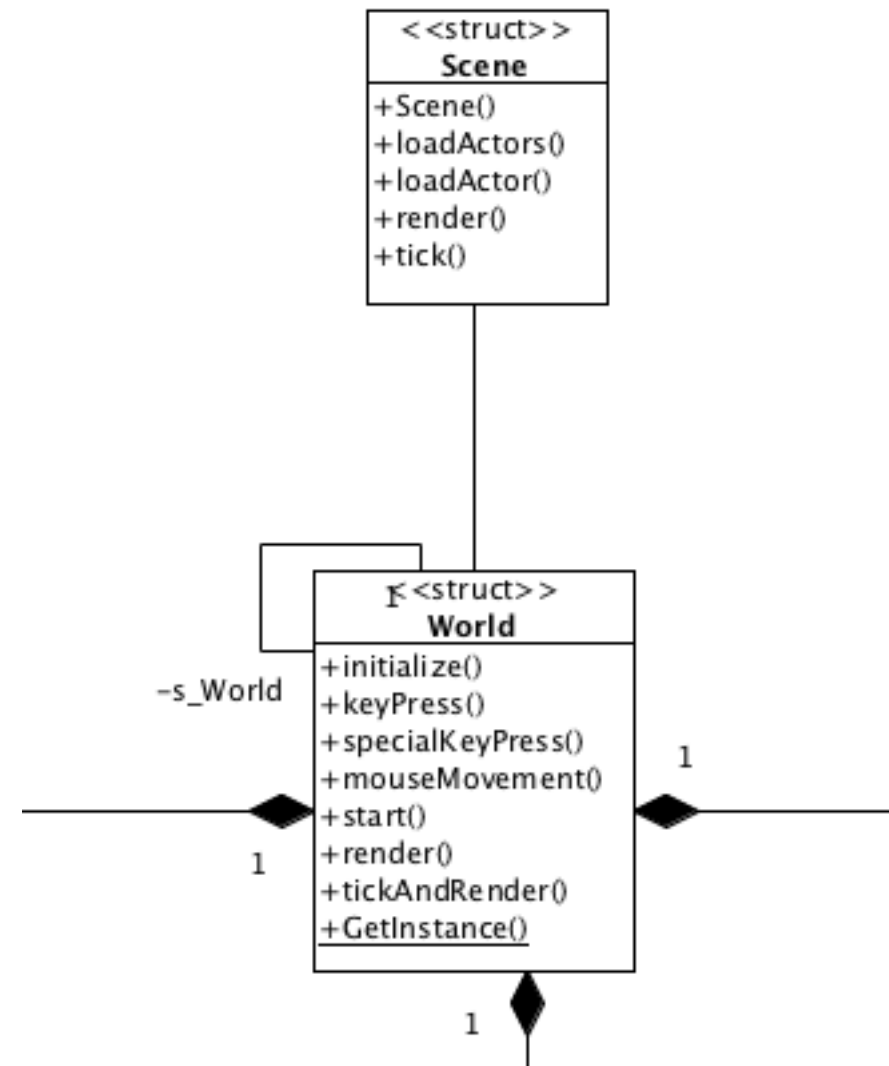 <<struct>>
Scene
+Scene()
+loadActors()
+loadActor()
+render()
+tick()
1
<<struct>>
World
-s_World
+initialize()
+keyPress()
+specialKeyPress()
+mouseMovement()
+start()
+render()
+tickAndRender()
+GetInstance()
1
1
1